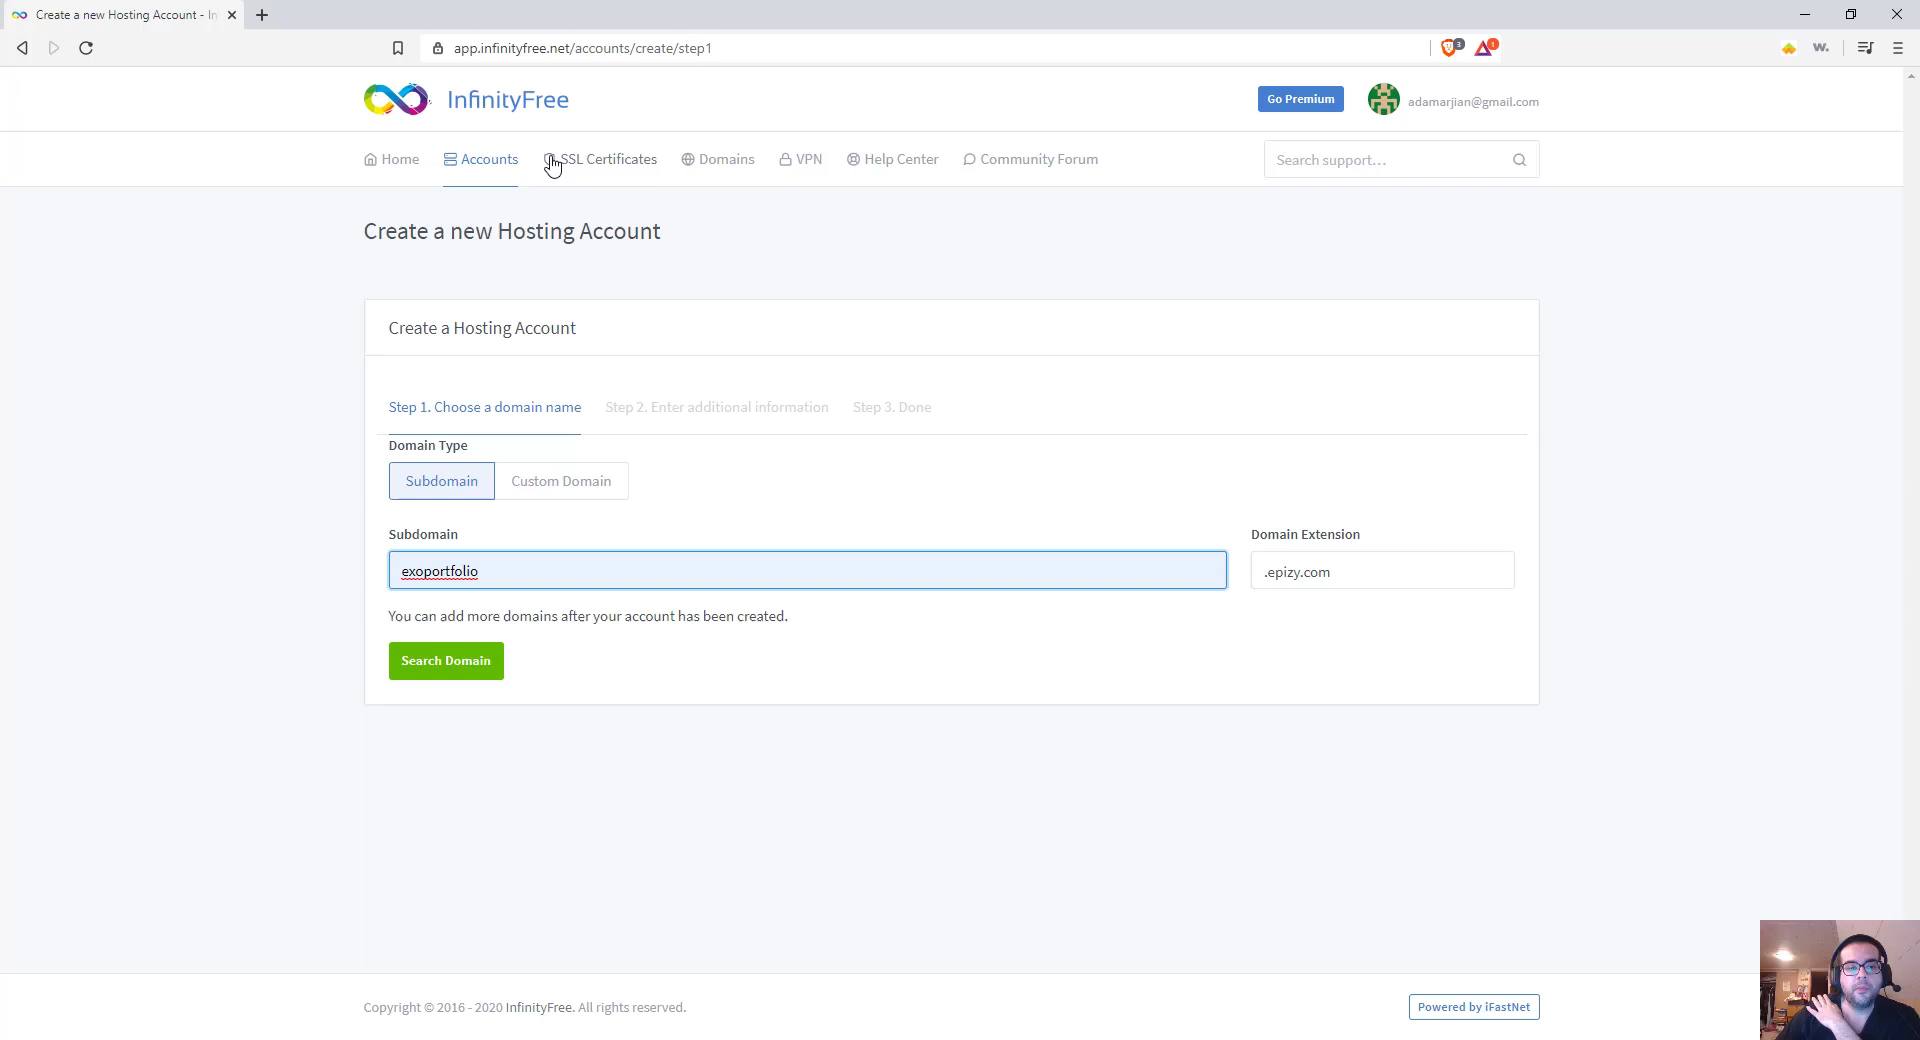 Create a new Hosting Account - In
app.infinityfree.net/accounts/create/step1
3
1
w.
InfinityFree
Go Premium
adamarjian@gmail.com
Home
Accounts
SSL Certificates
Domains
VPN
Help Center
Community Forum
Search support...
Create a new Hosting Account
Create a Hosting Account
Step 1. Choose a domain name
Step 2. Enter additional information
Step 3. Done
Domain Type
Subdomain
Custom Domain
Subdomain
Domain Extension
exoportfolio
.epizy.com
You can add more domains after your account has been created.
Search Domain
Copyright © 2016 - 2020 InfinityFree. All rights reserved.
Powered by iFastNet